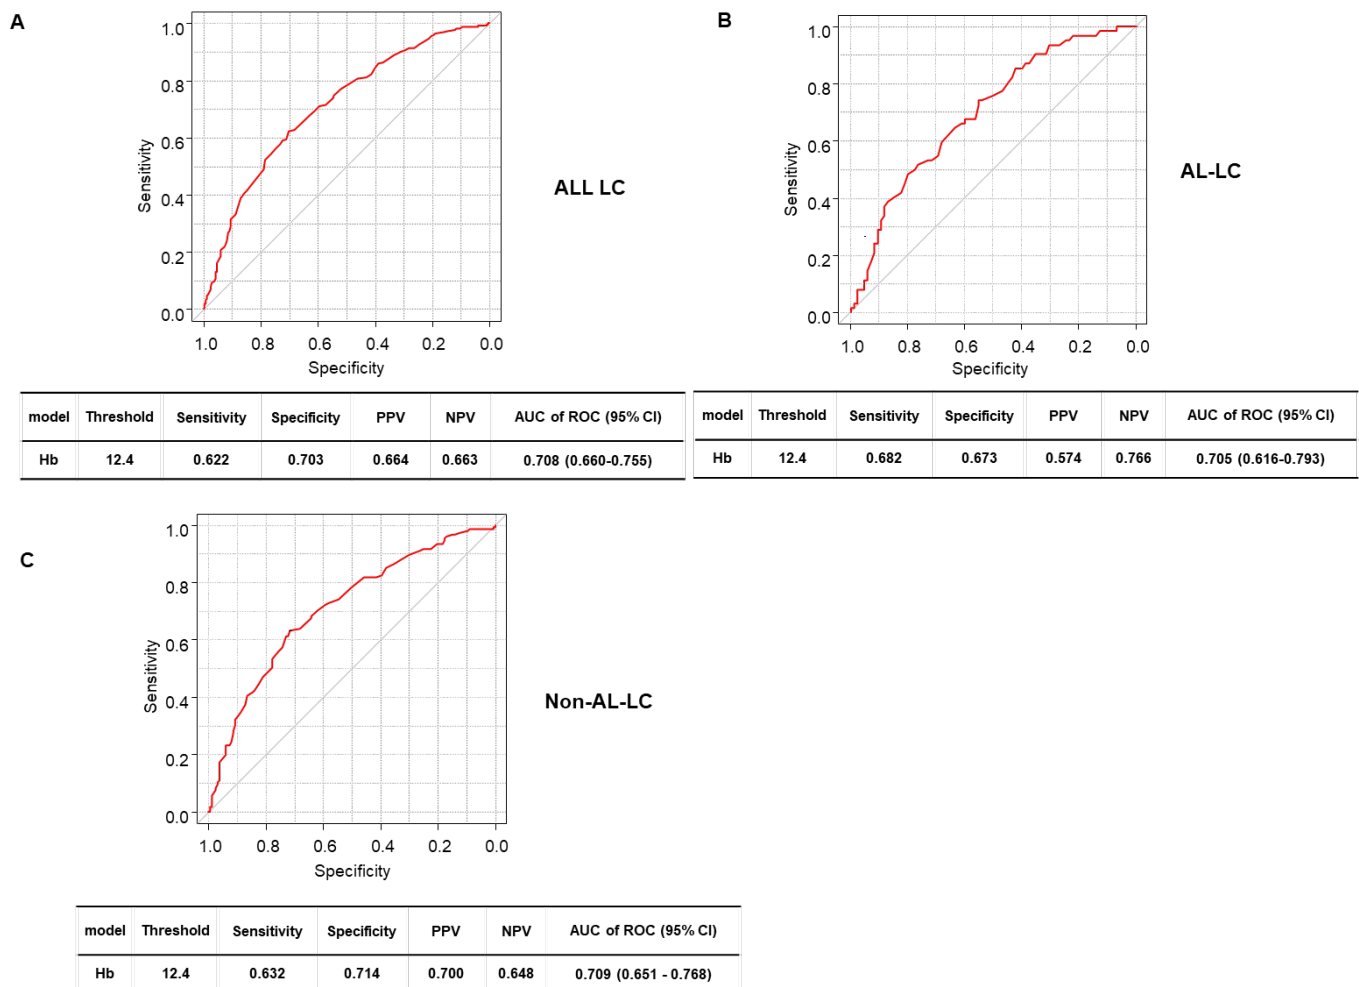 A
1.0
0.8
0.6
0.4
0.2
0.0
Sensitivity
1.0 0.8 0.6 0.4 0.2 0.0
Specificity
ALL LC
model Threshold Sensitivity Specificity PPV NPV AUC of ROC (95% CI)
Hb 12.4 0.622 0.703 0.664 0.663 0.708 (0.660-0.755)
B
1.0
0.8
0.6
0.4
0.2
0.0
Sensitivity
1.0 0.8 0.6 0.4 0.2 0.0
Specificity
AL-LC
model Threshold Sensitivity Specificity PPV NPV AUC of ROC (95% CI)
Hb 12.4 0.682 0.673 0.574 0.766 0.705 (0.616-0.793)
C
1.0
0.8
0.6
0.4
0.2
0.0
Sensitivity
1.0 0.8 0.6 0.4 0.2 0.0
Specificity
Non-AL-LC
model Threshold Sensitivity Specificity PPV NPV AUC of ROC (95% CI)
Hb 12.4 0.632 0.714 0.700 0.648 0.709 (0.651 - 0.768)